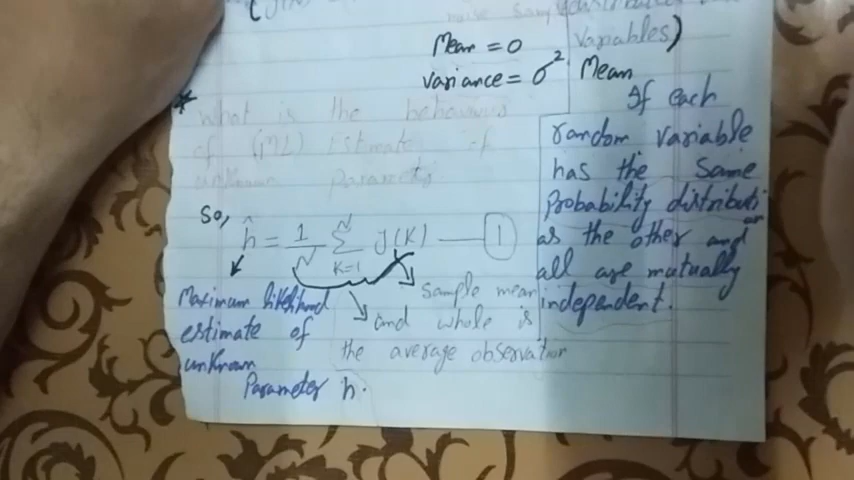 Variables)
Mean = 0
Variance = σ²
Mean
If each
random variable
has the same
Probability distributi
on
as the other and
all are mutually
independent.
* What is the behaviour
of (ML) Estimate of
unknown parameter
So,
ĥ = 1/N Σ y(K) — 1
N
K=1
Maximum likelihood
estimate of
unknown
Parameter h.
sample mean
and whole is
the average observation